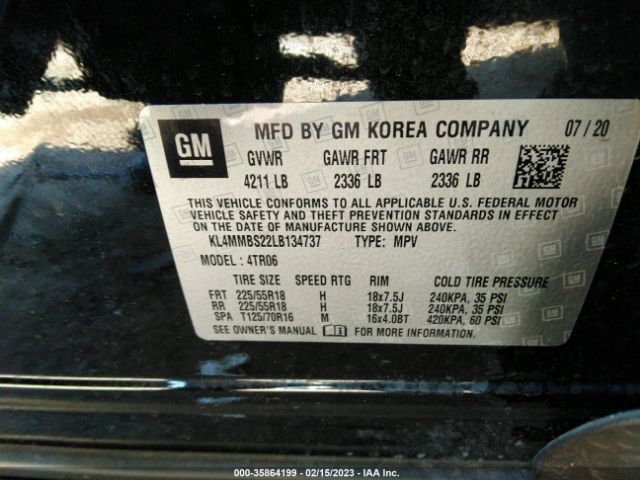 GM MFD BY GM KOREA COMPANY 07/20
GVWR GAWR FRT GAWR RR
4211 LB 2336 LB 2336 LB
THIS VEHICLE CONFORMS TO ALL APPLICABLE U.S. FEDERAL MOTOR
VEHICLE SAFETY AND THEFT PREVENTION STANDARDS IN EFFECT
ON THE DATE OF MANUFACTURE SHOWN ABOVE.
KL4MMBS22LB134737 TYPE: MPV
MODEL: 4TR06
TIRE SIZE SPEED RTG RIM COLD TIRE PRESSURE
FRT 225/55R18 H 18x7.5J 240KPA, 35 PSI
RR 225/55R18 H 18x7.5J 240KPA, 35 PSI
SPA T125/70R16 M 16x4.0BT 420KPA, 60 PSI
SEE OWNER'S MANUAL FOR MORE INFORMATION.
000-35864199 - 02/15/2023 - IAA Inc.